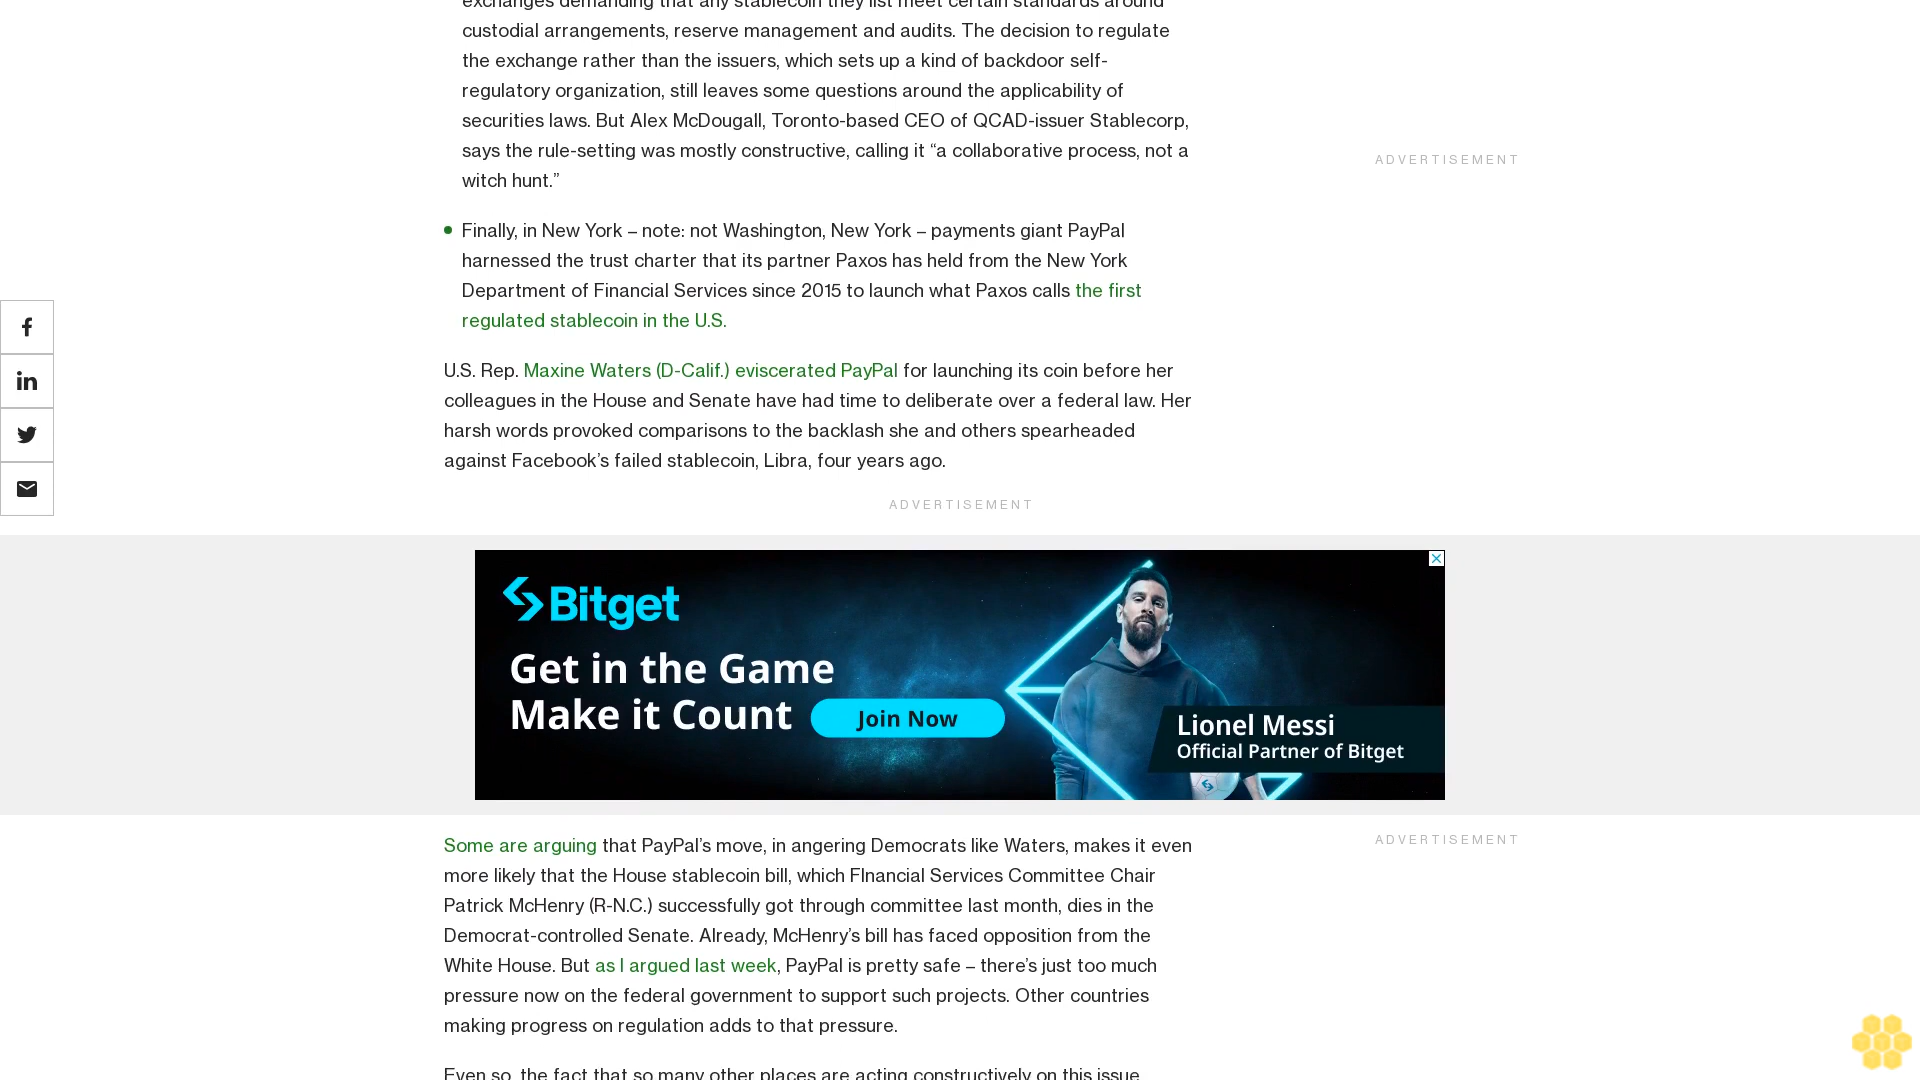 exchanges demanding that any stablecoin they list meet certain standards around
custodial arrangements, reserve management and audits. The decision to regulate
the exchange rather than the issuers, which sets up a kind of backdoor self-
regulatory organization, still leaves some questions around the applicability of
securities laws. But Alex McDougall, Toronto-based CEO of QCAD-issuer Stablecorp,
says the rule-setting was mostly constructive, calling it “a collaborative process, not a
witch hunt.”
ADVERTISEMENT
Finally, in New York – note: not Washington, New York – payments giant PayPal
harnessed the trust charter that its partner Paxos has held from the New York
Department of Financial Services since 2015 to launch what Paxos calls the first
regulated stablecoin in the U.S.
U.S. Rep. Maxine Waters (D-Calif.) eviscerated PayPal for launching its coin before her
colleagues in the House and Senate have had time to deliberate over a federal law. Her
harsh words provoked comparisons to the backlash she and others spearheaded
against Facebook’s failed stablecoin, Libra, four years ago.
ADVERTISEMENT
Bitget
Get in the Game
Make it Count
Join Now
Lionel Messi
Official Partner of Bitget
Some are arguing that PayPal’s move, in angering Democrats like Waters, makes it even
more likely that the House stablecoin bill, which FInancial Services Committee Chair
Patrick McHenry (R-N.C.) successfully got through committee last month, dies in the
Democrat-controlled Senate. Already, McHenry’s bill has faced opposition from the
White House. But as I argued last week, PayPal is pretty safe – there’s just too much
pressure now on the federal government to support such projects. Other countries
making progress on regulation adds to that pressure.
ADVERTISEMENT
Even so, the fact that so many other places are acting constructively on this issue